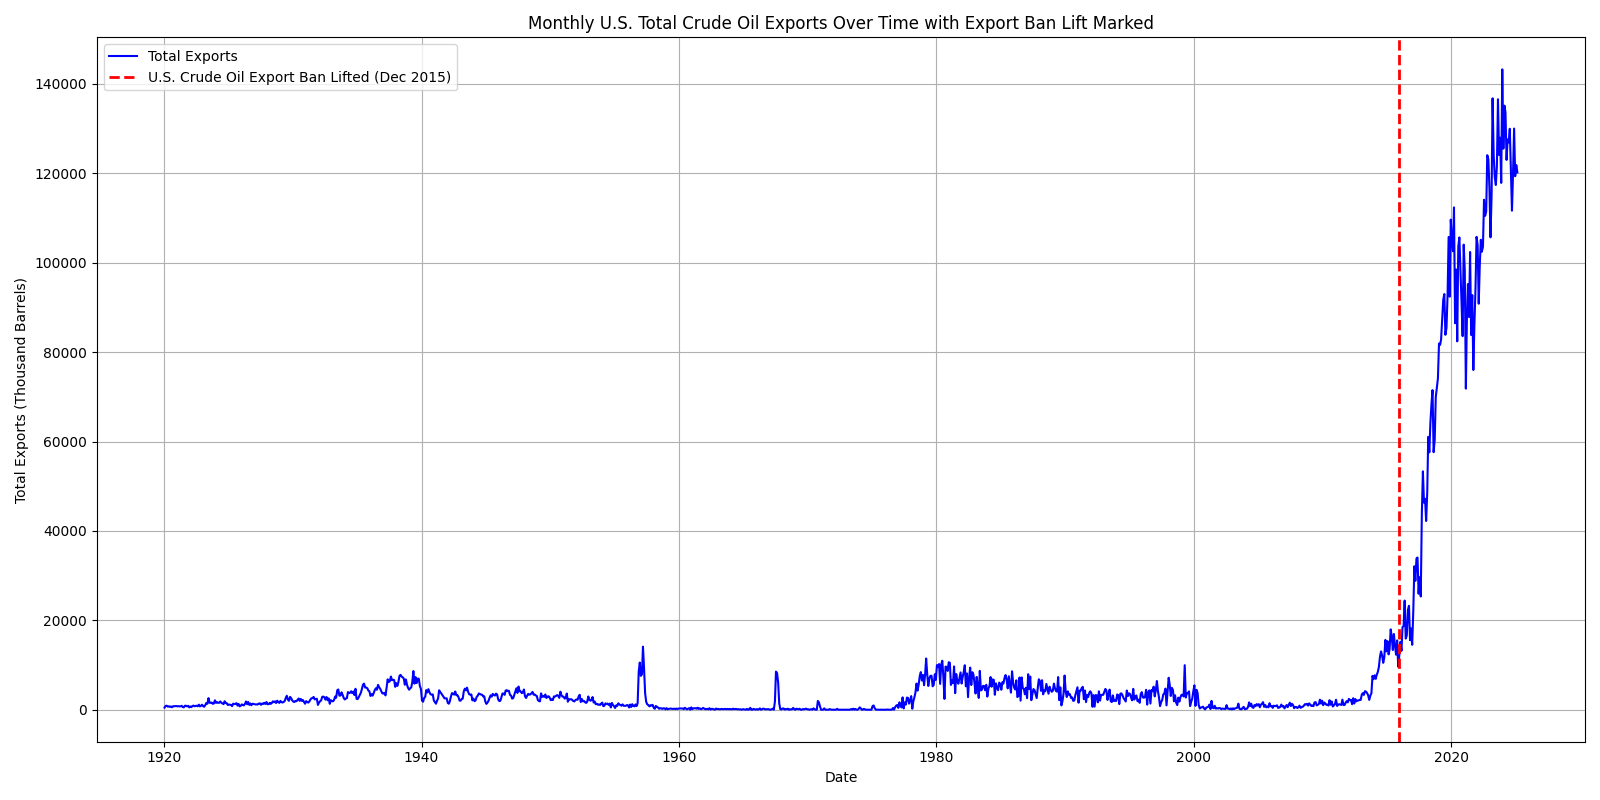 Monthly U.S. Total Crude Oil Exports Over Time with Export Ban Lift Marked
Total Exports
U.S. Crude Oil Export Ban Lifted (Dec 2015)
Total Exports (Thousand Barrels)
140000
120000
100000
80000
60000
40000
20000
0
1920
1940
1960
1980
2000
2020
Date